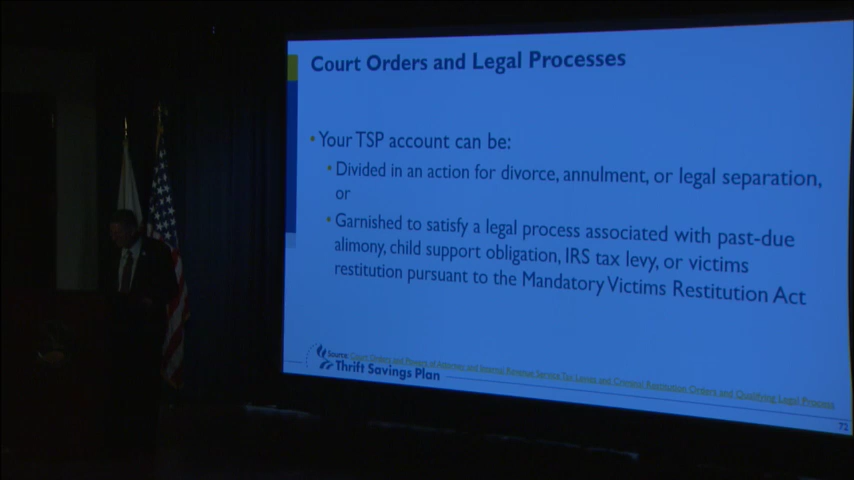 Court Orders and Legal Processes
• Your TSP account can be:
• Divided in an action for divorce, annulment, or legal separation,
or
• Garnished to satisfy a legal process associated with past-due
alimony, child support obligation, IRS tax levy, or victims
restitution pursuant to the Mandatory Victims Restitution Act
Source: Court Orders and Powers of Attorney and Internal Revenue Service Tax Levies and Criminal Restitution Orders and Qualifying Legal Process
Thrift Savings Plan
72